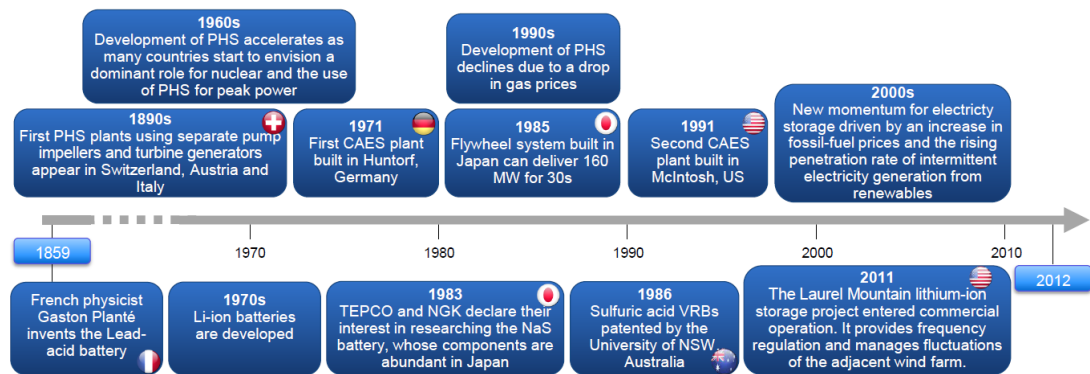 1960s
Development of PHS accelerates as
many countries start to envision a
dominant role for nuclear and the use
of PHS for peak power
1990s
Development of PHS
declines due to a drop
in gas prices
1890s
First PHS plants using separate pump
impellers and turbine generators
appear in Switzerland, Austria and
Italy
1971
First CAES plant
built in Huntorf,
Germany
1985
Flywheel system built in
Japan can deliver 160
MW for 30s
1991
Second CAES
plant built in
McIntosh, US
2000s
New momentum for electricty
storage driven by an increase in
fossil-fuel prices and the rising
penetration rate of intermittent
electricity generation from
renewables
1859
1970
1980
1990
2000
2010
2012
French physicist
Gaston Planté
invents the Lead-
acid battery
1970s
Li-ion batteries
are developed
1983
TEPCO and NGK declare their
interest in researching the NaS
battery, whose components are
abundant in Japan
1986
Sulfuric acid VRBs
patented by the
University of NSW,
Australia
2011
The Laurel Mountain lithium-ion
storage project entered commercial
operation. It provides frequency
regulation and manages fluctuations
of the adjacent wind farm.